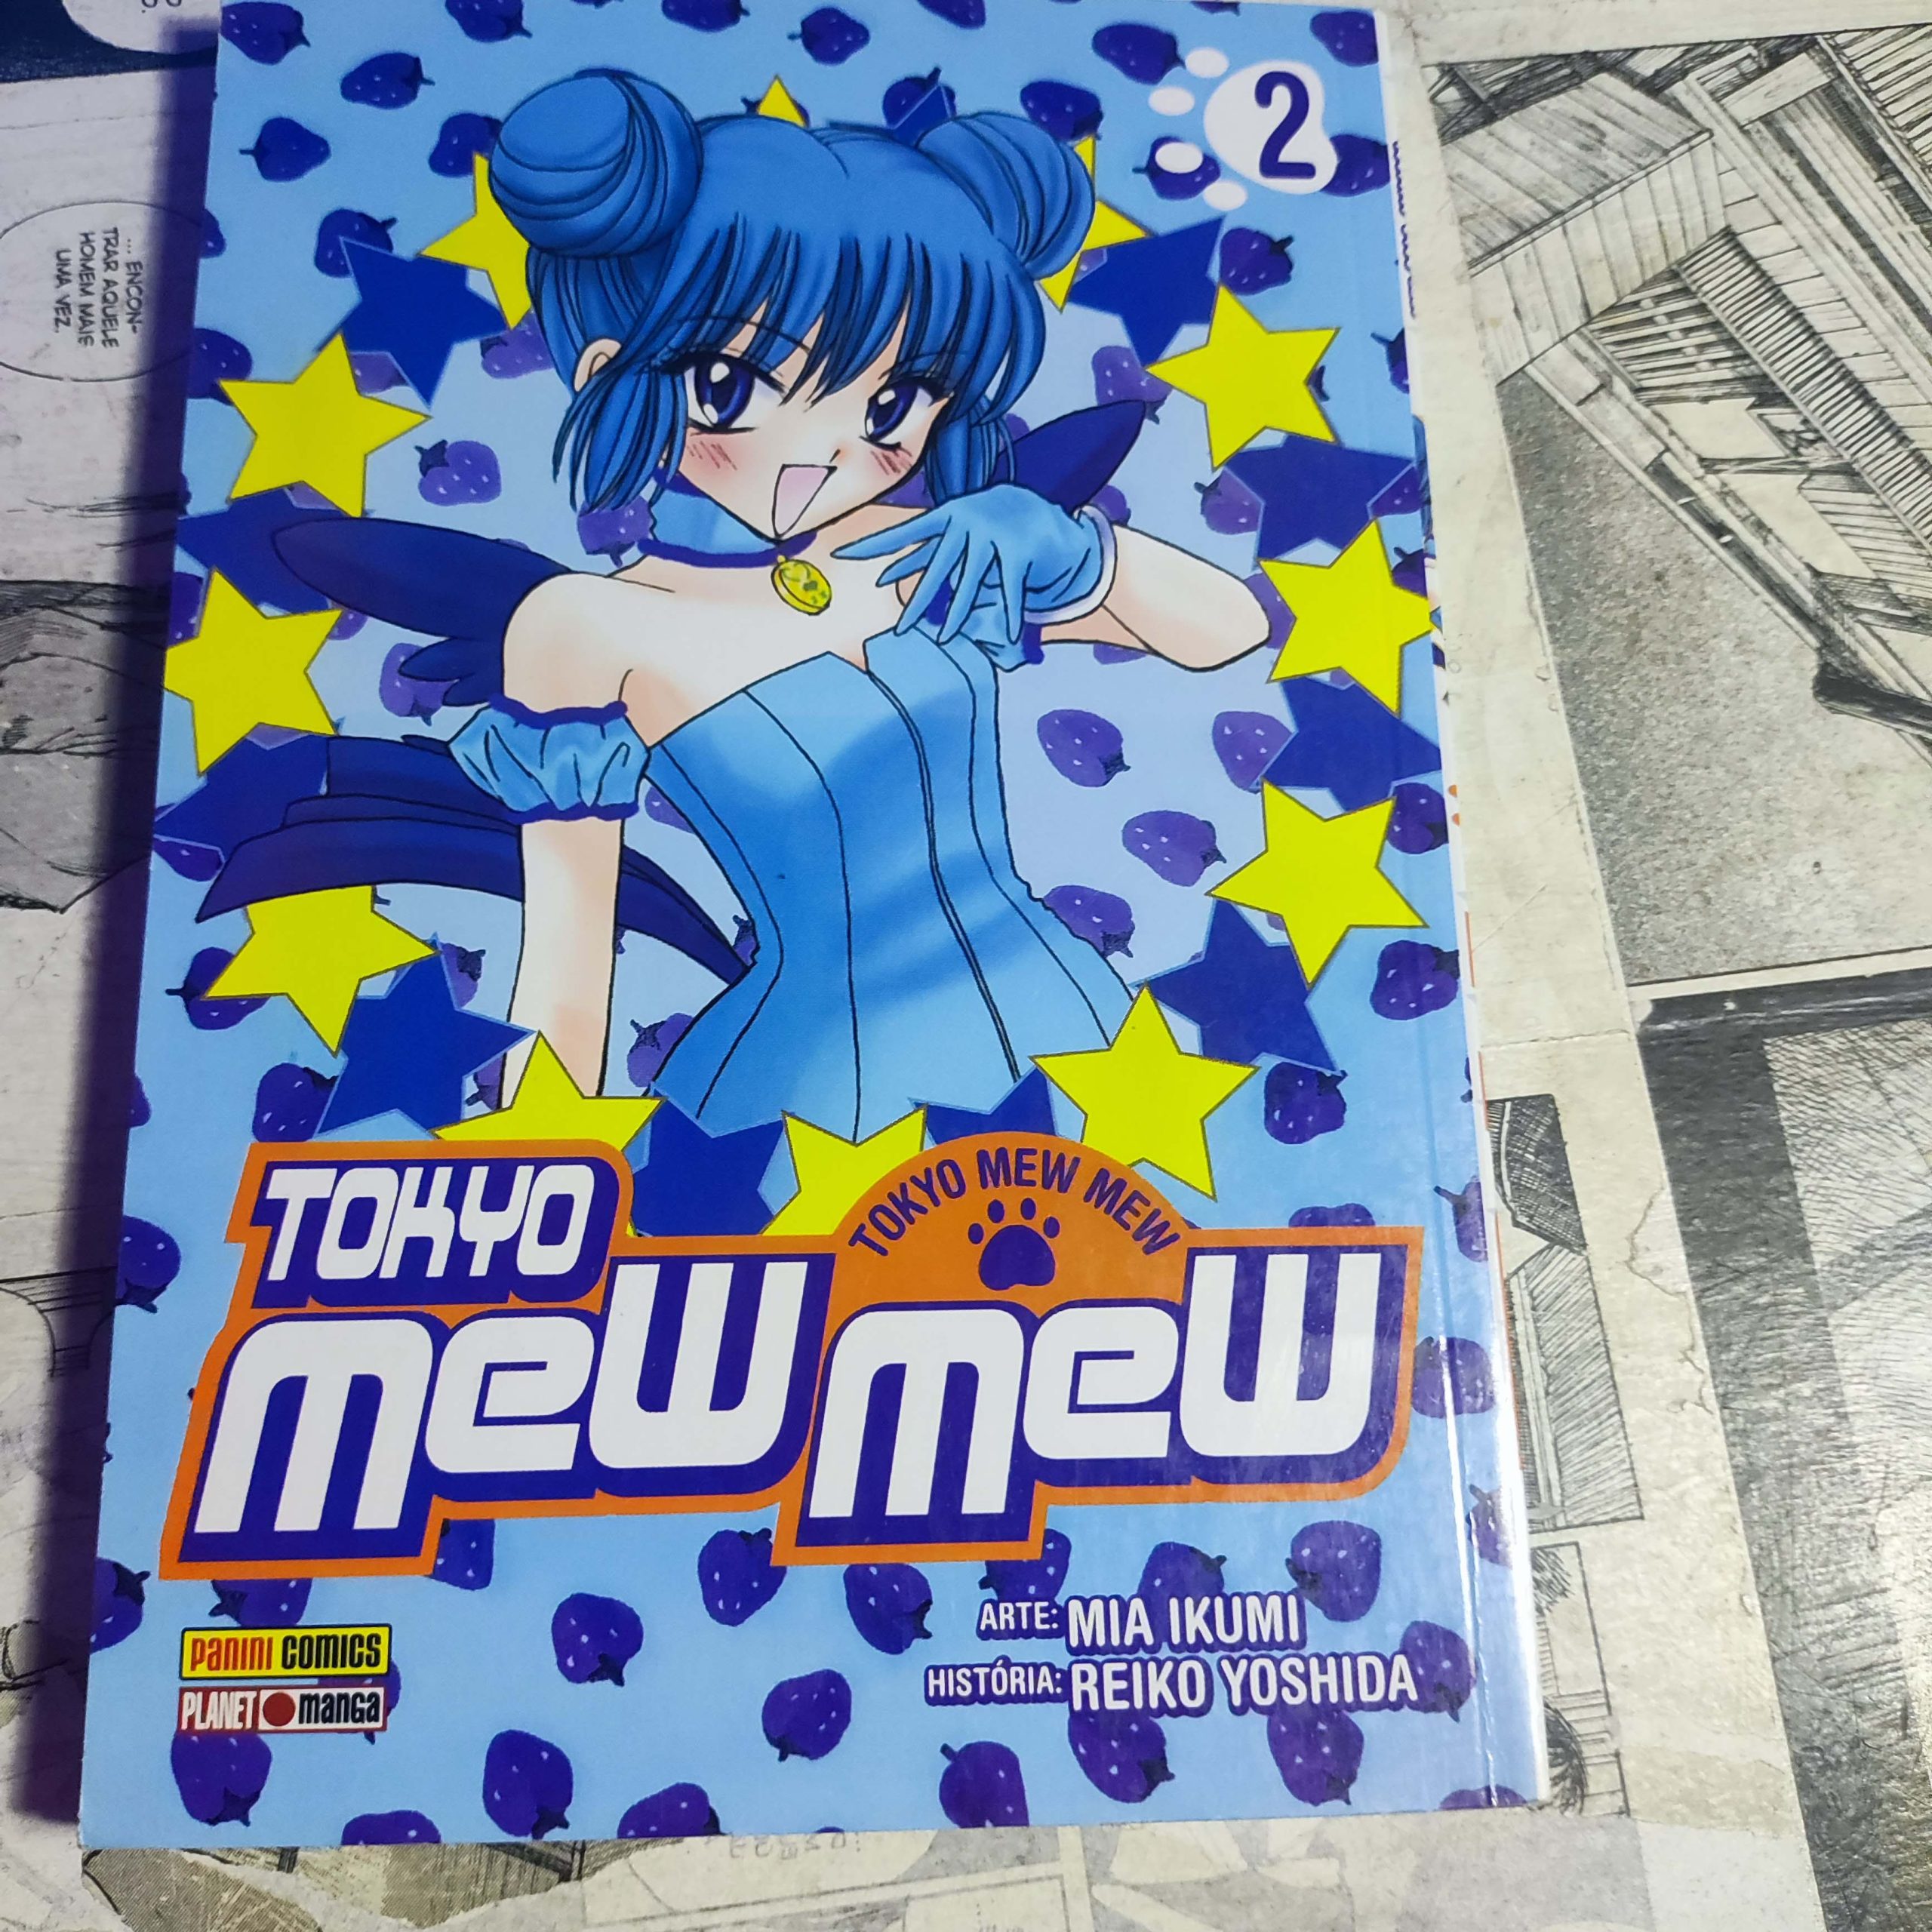 2
TOKYO MEW MEW
TOKYO
mew mew
ARTE: MIA IKUMI
HISTÓRIA: REIKO YOSHIDA
PANINI COMICS
PLANET manga
... ENCON-
TRAR AQUELE
HOMEM MAIS
UMA VEZ.